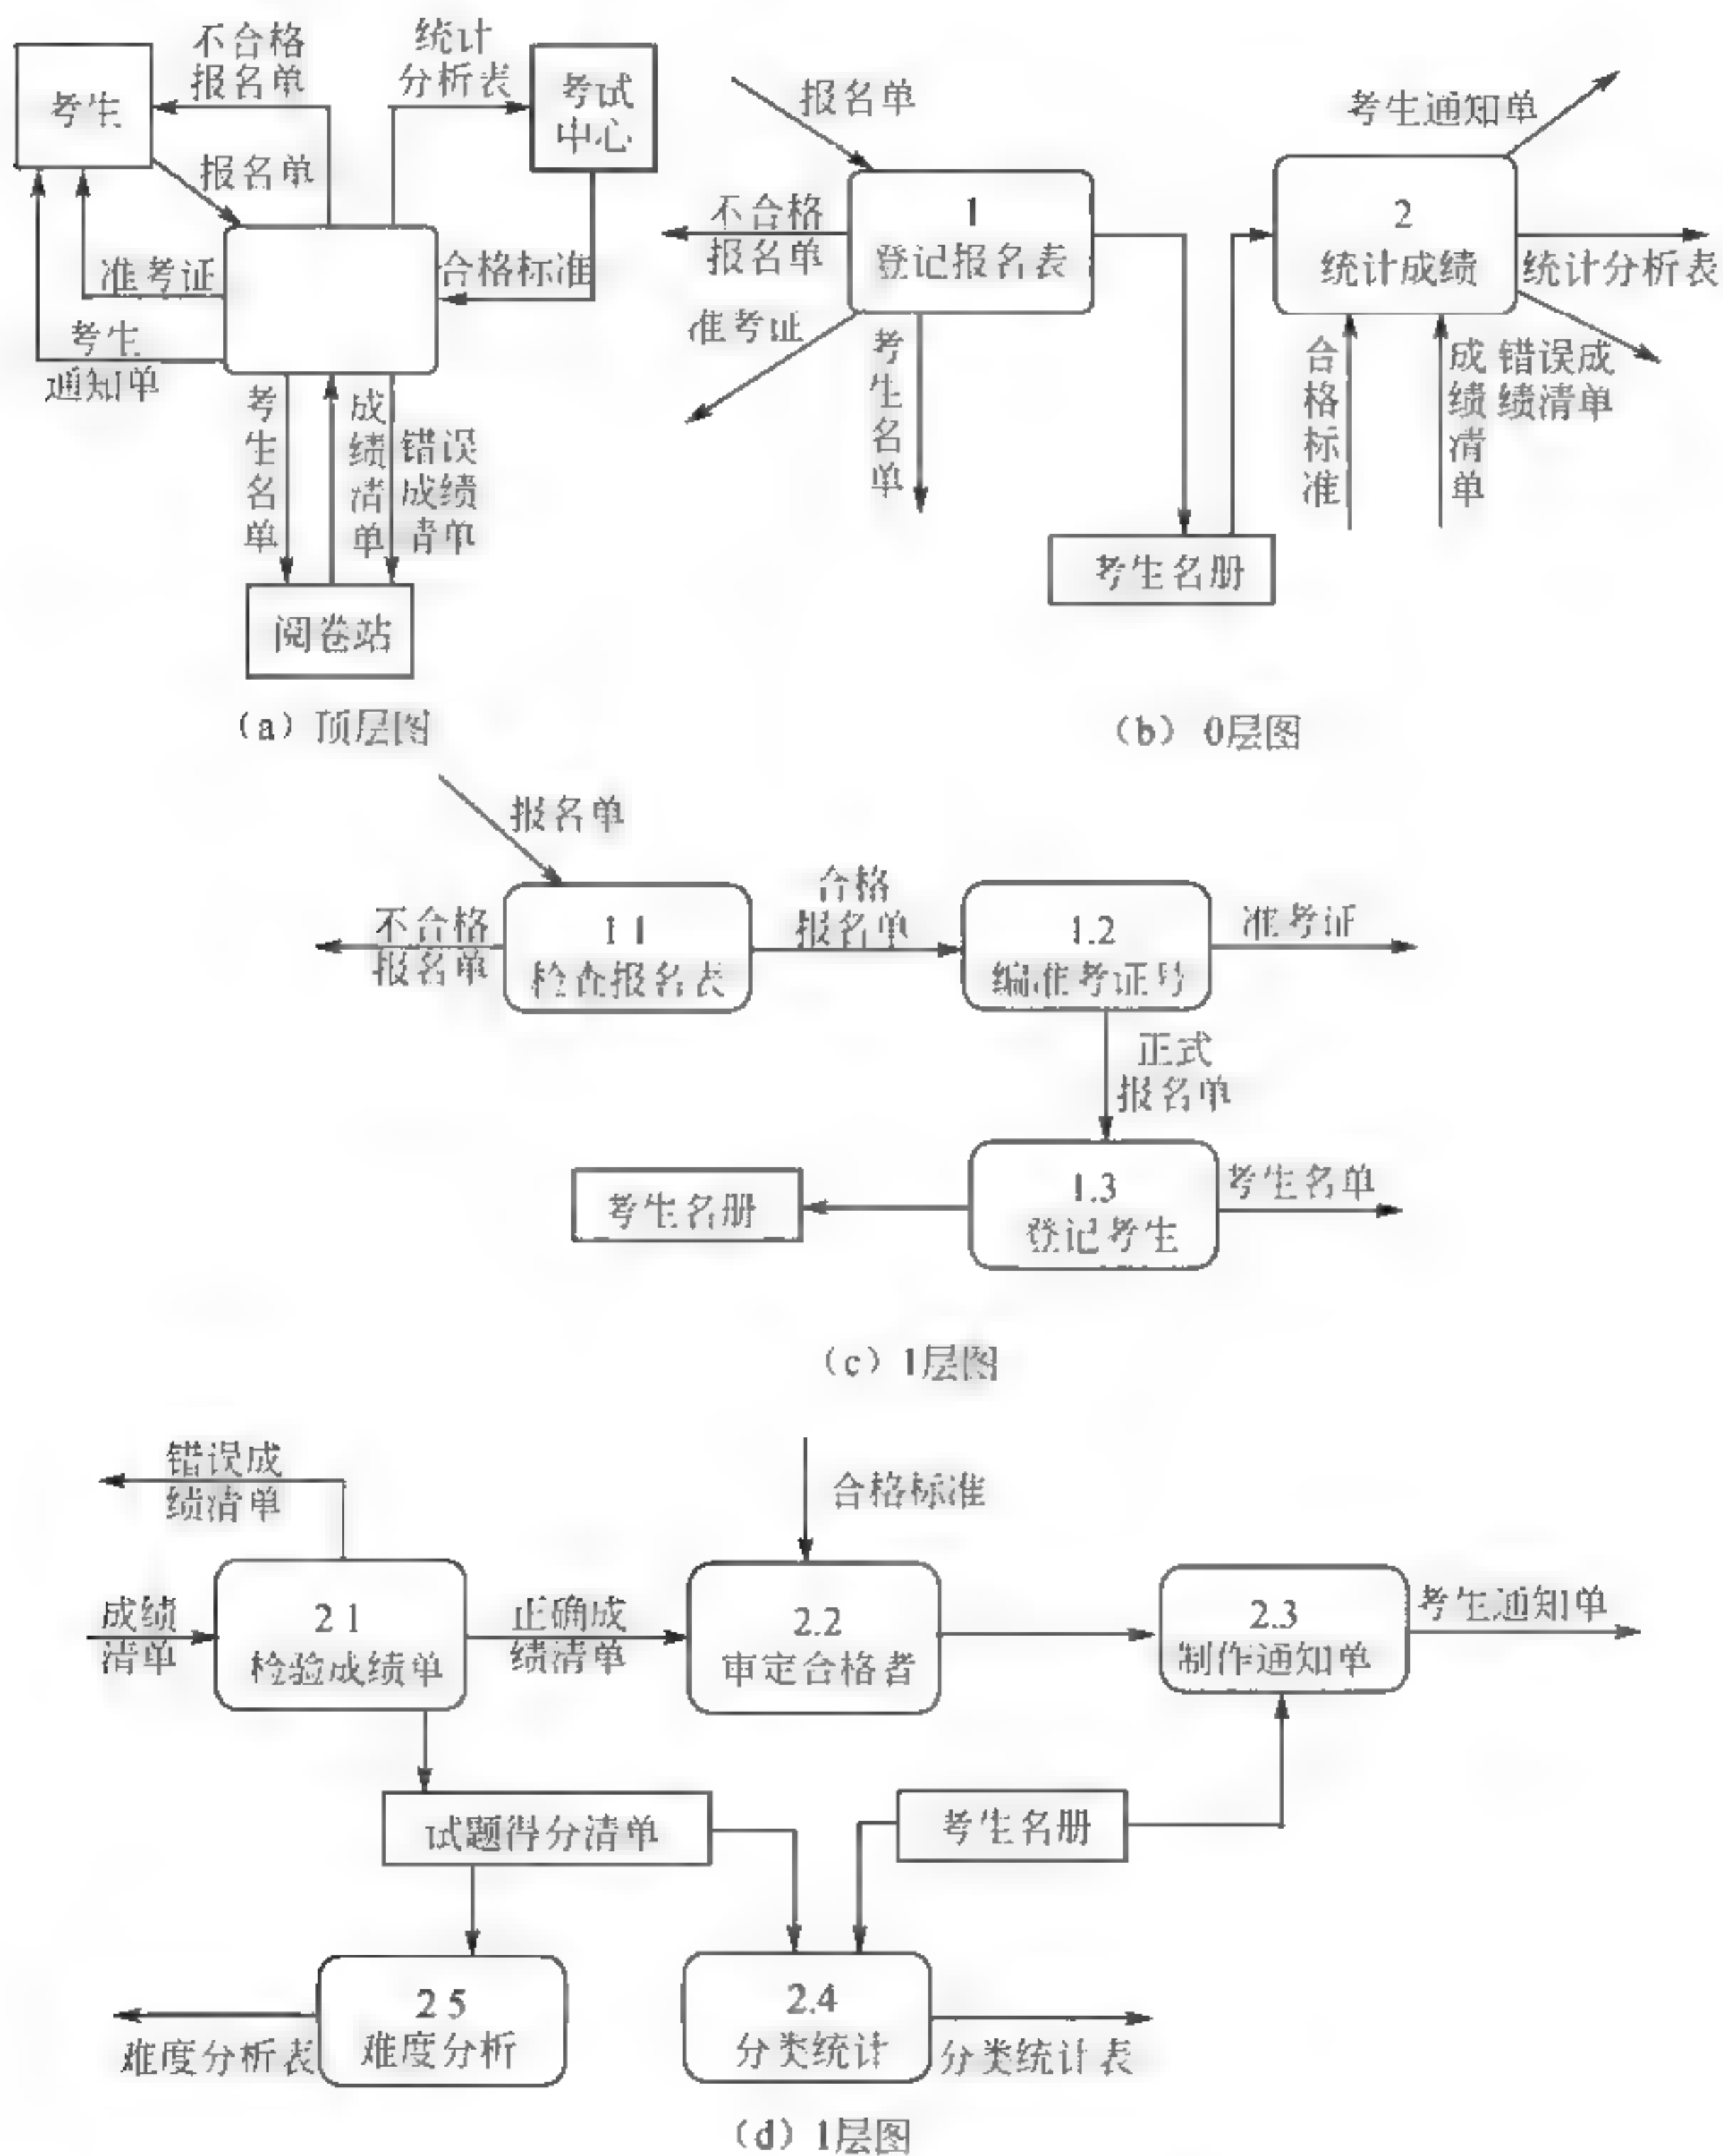 不合格
报名单
统计
分析表
考生
考试
中心
报名单
准考证
合格标准
考生
通知单
考生名单
成绩清单
错误
成绩
清单
阅卷站
(a) 顶层图
报名单
考生通知单
不合格
报名单
1
登记报名表
2
统计成绩
统计分析表
准考证
考生名单
合格标准
成绩清单
错误成
绩清单
考生名册
(b) 0层图
报名单
不合格
报名单
1 1
检查报名表
合格
报名单
1.2
编准考证号
准考证
正式
报名单
考生名册
1.3
登记考生
考生名单
(c) 1层图
错误成
绩清单
合格标准
成绩
清单
2 1
检验成绩单
正确成
绩清单
2.2
审定合格者
2.3
制作通知单
考生通知单
试题得分清单
考生名册
难度分析表
2 5
难度分析
2.4
分类统计
分类统计表
(d) 1层图